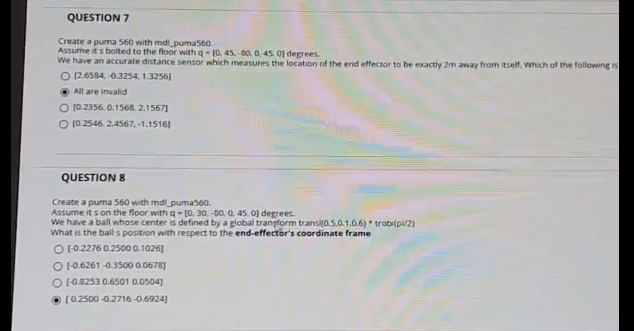 QUESTION 7
Create a puma 560 with mdl_puma560.
Assume it s bolted to the floor with q = [0, 45, -80, 0, 45, 0] degrees.
We have an accurate distance sensor which measures the location of the end effector to be exactly 2m away from itself. Which of the following is
[2.6584, -0.3254, 1.3256]
All are invalid
[0.2356, 0.1568, 2.1567]
[0.2546, 2.4567, -1.1516]
QUESTION 8
Create a puma 560 with mdl_puma560.
Assume it s on the floor with q = [0, 30, -80, 0, 45, 0] degrees.
We have a ball whose center is defined by a global tranform transl(0.5,0.1,0.6) * trotx(pi/2)
What is the ball s position with respect to the end-effector's coordinate frame
[-0.2276 0.2500 0.1026]
[-0.6261 -0.3500 0.0678]
[-0.8253 0.6501 0.0504]
[ 0.2500 -0.2716 -0.6924]